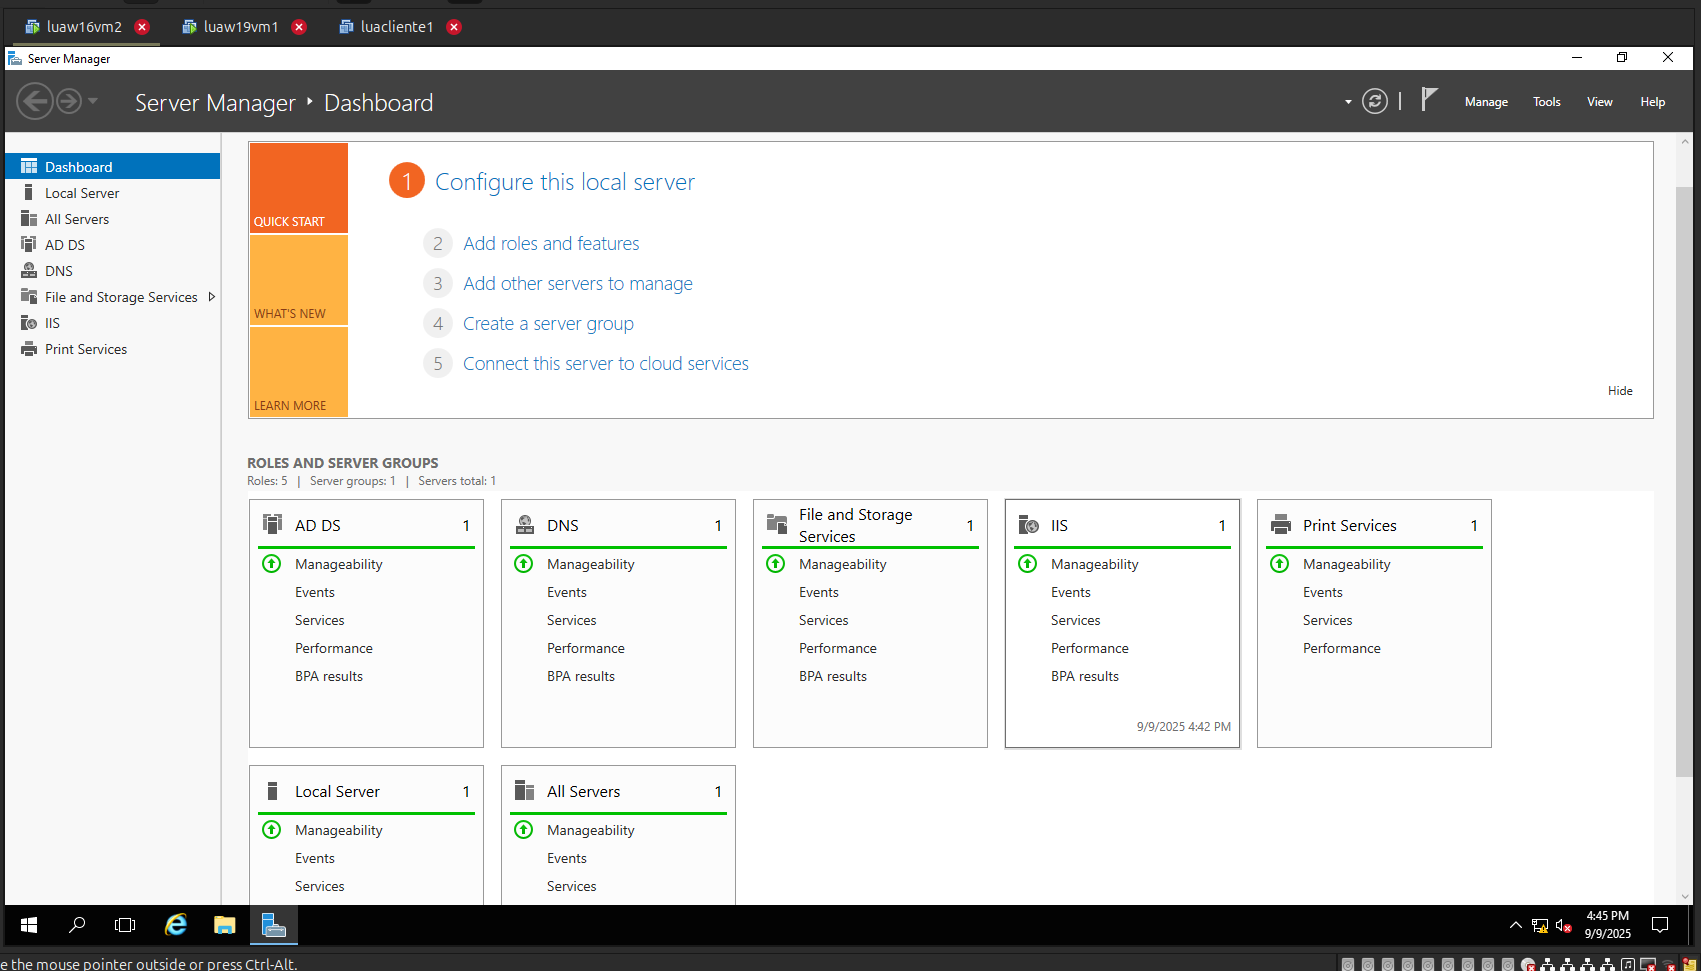 luaw16vm2 luaw19vm1 luacliente1
Server Manager
Server Manager Dashboard
Manage Tools View Help
Dashboard
Local Server
All Servers
AD DS
DNS
File and Storage Services
IIS
Print Services
QUICK START
WHAT'S NEW
LEARN MORE
1 Configure this local server
2 Add roles and features
3 Add other servers to manage
4 Create a server group
5 Connect this server to cloud services
Hide
ROLES AND SERVER GROUPS
Roles: 5 | Server groups: 1 | Servers total: 1
AD DS 1
Manageability
Events
Services
Performance
BPA results
DNS 1
Manageability
Events
Services
Performance
BPA results
File and Storage
Services 1
Manageability
Events
Services
Performance
BPA results
IIS 1
Manageability
Events
Services
Performance
BPA results
9/9/2025 4:42 PM
Print Services 1
Manageability
Events
Services
Performance
Local Server 1
Manageability
Events
Services
All Servers 1
Manageability
Events
Services
4:45 PM
9/9/2025
e the mouse pointer outside or press Ctrl-Alt.